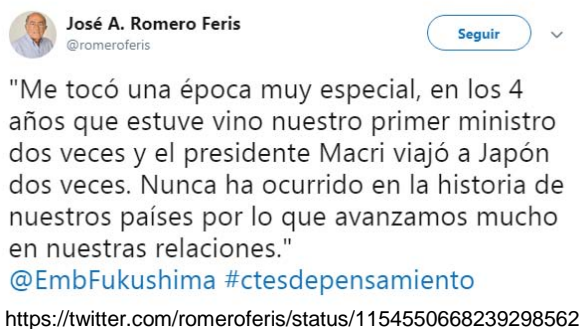 José A. Romero Feris
@romeroferis
Seguir
"Me tocó una época muy especial, en los 4
años que estuve vino nuestro primer ministro
dos veces y el presidente Macri viajó a Japón
dos veces. Nunca ha ocurrido en la historia de
nuestros países por lo que avanzamos mucho
en nuestras relaciones."
@EmbFukushima #ctesdepensamiento
https://twitter.com/romeroferis/status/1154550668239298562